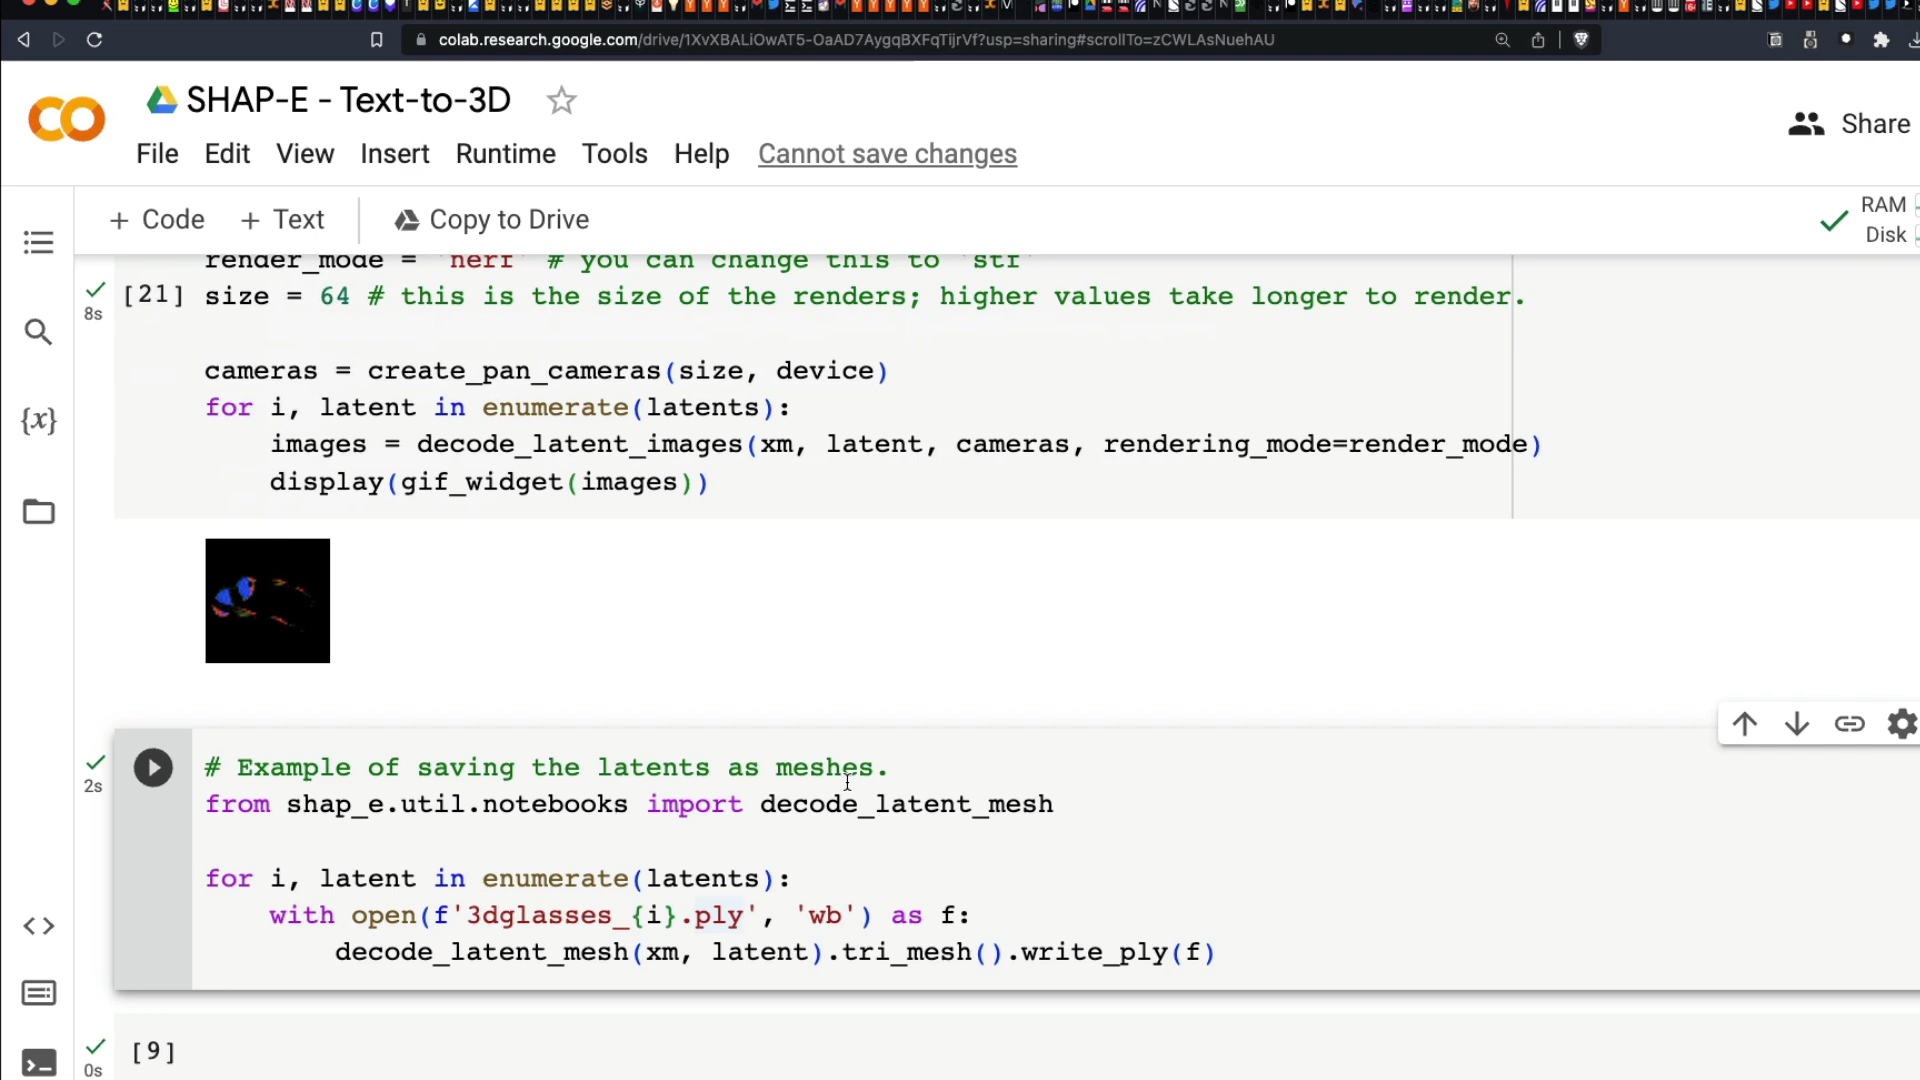 colab.research.google.com/drive/1XvXBALiOwAT5-OaAD7AygqBXFqTijrVf?usp=sharing#scrollTo=zCWLAsNuehAU
SHAP-E - Text-to-3D
Share
File Edit View Insert Runtime Tools Help Cannot save changes
+ Code + Text Copy to Drive
RAM
Disk
render_mode = 'nerf' # you can change this to 'stf'
[21] size = 64 # this is the size of the renders; higher values take longer to render.
8s
cameras = create_pan_cameras(size, device)
for i, latent in enumerate(latents):
images = decode_latent_images(xm, latent, cameras, rendering_mode=render_mode)
display(gif_widget(images))
{x}
# Example of saving the latents as meshes.
2s
from shap_e.util.notebooks import decode_latent_mesh
for i, latent in enumerate(latents):
with open(f'3dglasses_{i}.ply', 'wb') as f:
decode_latent_mesh(xm, latent).tri_mesh().write_ply(f)
[9]
0s